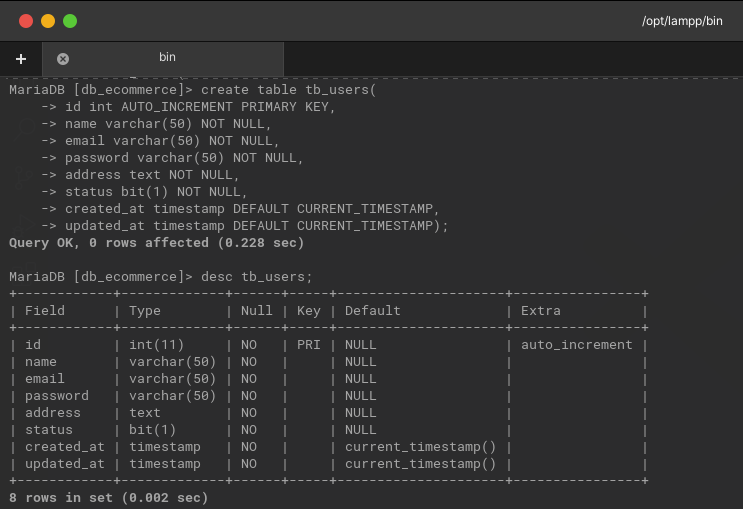 /opt/lampp/bin
+ bin
MariaDB [db_ecommerce]> create table tb_users(
    -> id int AUTO_INCREMENT PRIMARY KEY,
    -> name varchar(50) NOT NULL,
    -> email varchar(50) NOT NULL,
    -> password varchar(50) NOT NULL,
    -> address text NOT NULL,
    -> status bit(1) NOT NULL,
    -> created_at timestamp DEFAULT CURRENT_TIMESTAMP,
    -> updated_at timestamp DEFAULT CURRENT_TIMESTAMP);
Query OK, 0 rows affected (0.228 sec)
MariaDB [db_ecommerce]> desc tb_users;
+------------+-------------+------+-----+---------------------+----------------+
| Field      | Type        | Null | Key | Default             | Extra          |
+------------+-------------+------+-----+---------------------+----------------+
| id         | int(11)     | NO   | PRI | NULL                | auto_increment |
| name       | varchar(50) | NO   |     | NULL                |                |
| email      | varchar(50) | NO   |     | NULL                |                |
| password   | varchar(50) | NO   |     | NULL                |                |
| address    | text        | NO   |     | NULL                |                |
| status     | bit(1)      | NO   |     | NULL                |                |
| created_at | timestamp   | NO   |     | current_timestamp() |                |
| updated_at | timestamp   | NO   |     | current_timestamp() |                |
+------------+-------------+------+-----+---------------------+----------------+
8 rows in set (0.002 sec)